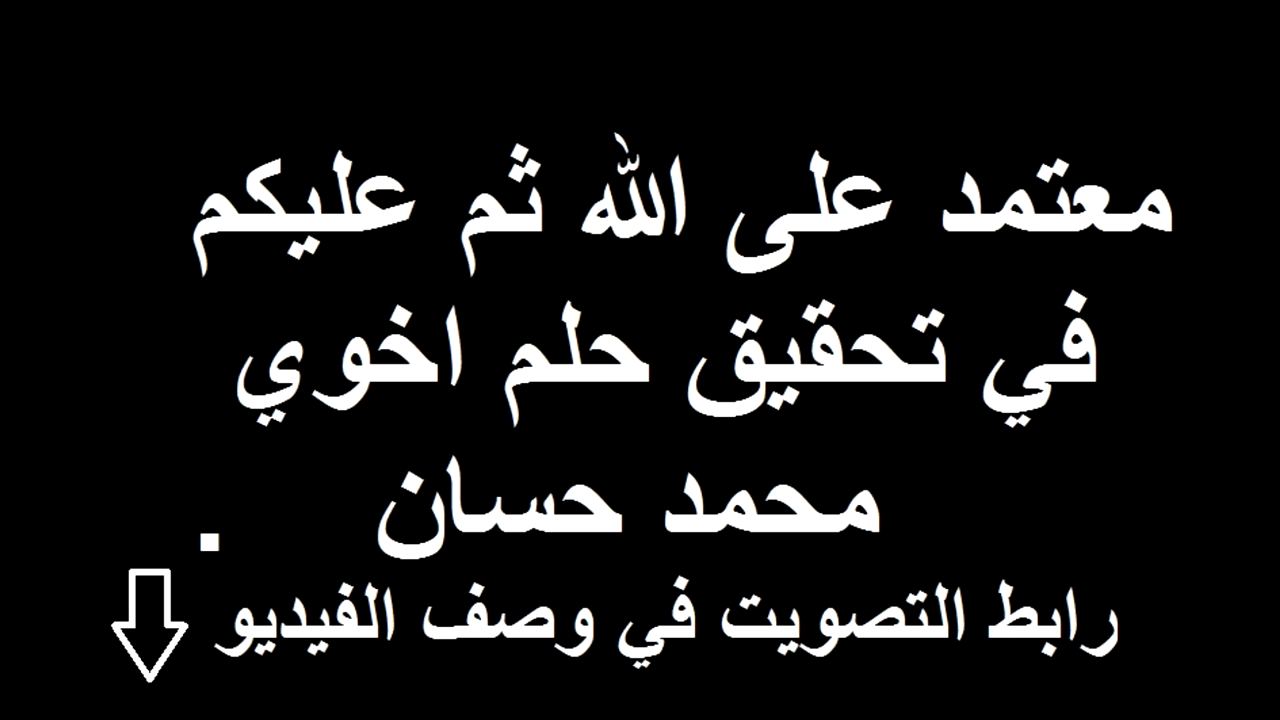 معتمد على الله ثم عليكم
في تحقيق حلم اخوي
محمد حسان .
رابط التصويت في وصف الفيديو